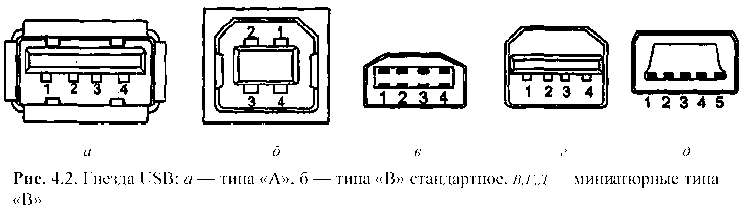 2 1
1 2 3 4
3 4
1 2 3 4
1 2 3 4
1 2 3 4 5
а б в г д
Рис. 4.2. Гнезда USB: а — типа «А», б — типа «В» стандартное, в,г,д — миниатюрные типа
«В»